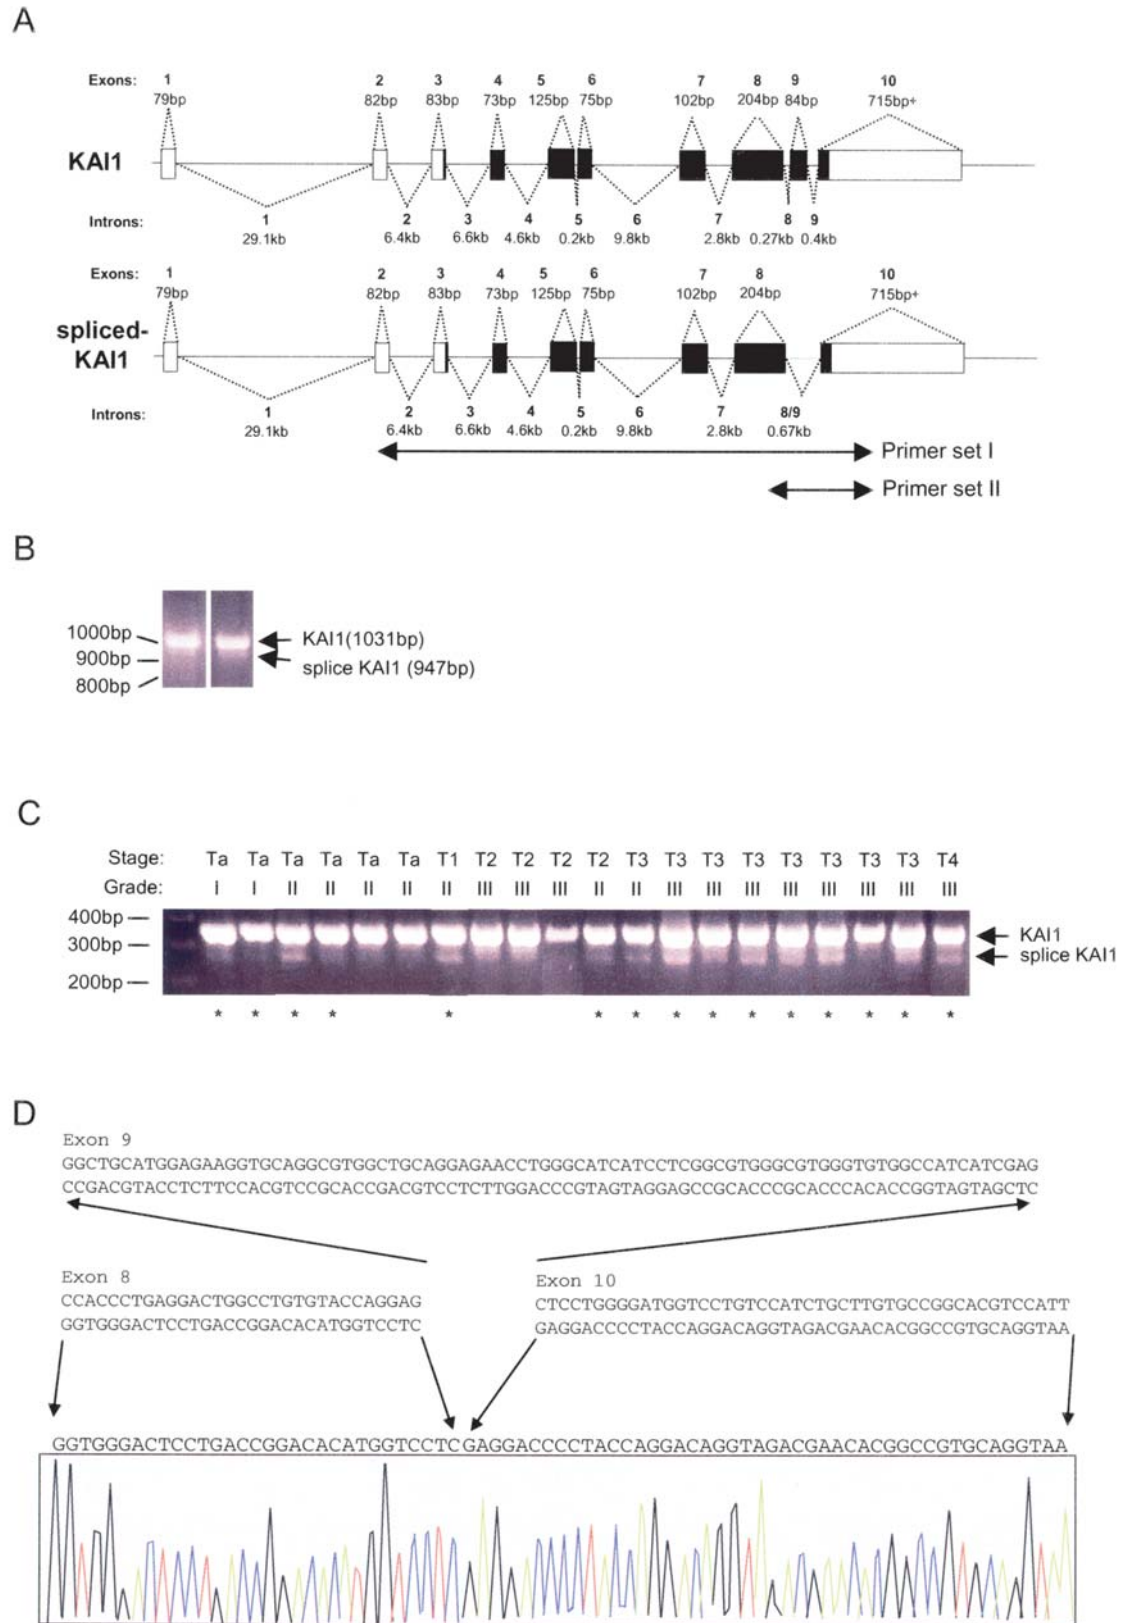 A
Exons: 1 2 3 4 5 6 7 8 9 10
79bp 82bp 83bp 73bp 125bp 75bp 102bp 204bp 84bp 715bp+
KAI1
Introns: 1 2 3 4 5 6 7 8 9
29.1kb 6.4kb 6.6kb 4.6kb 0.2kb 9.8kb 2.8kb 0.27kb 0.4kb
Exons: 1 2 3 4 5 6 7 8 10
79bp 82bp 83bp 73bp 125bp 75bp 102bp 204bp 715bp+
spliced-
KAI1
Introns: 1 2 3 4 5 6 7 8/9
29.1kb 6.4kb 6.6kb 4.6kb 0.2kb 9.8kb 2.8kb 0.67kb
Primer set I
Primer set II
B
1000bp
900bp
800bp
KAI1(1031bp)
splice KAI1 (947bp)
C
Stage: Ta Ta Ta Ta Ta Ta T1 T2 T2 T2 T2 T3 T3 T3 T3 T3 T3 T3 T3 T4
Grade: I I II II II II II III III III II II III III III III III III III III
400bp
300bp
200bp
KAI1
splice KAI1
* * * * * * * * * * * * * * *
D
Exon 9
GGCTGCATGGAGAAGGTGCAGGCGTGGCTGCAGGAGAACCTGGGCATCATCCTCGGCGTGGGCGTGGGTGTGGCCATCATCGAG
CCGACGTACCTCTTCCACGTCCGCACCGACGTCCTCTTGGACCCGTAGTAGGAGCCGCACCCGCACCCACACCGGTAGTAGCTC
Exon 8
CCACCCTGAGGACTGGCCTGTGTACCAGGAG
GGTGGGACTCCTGACCGGACACATGGTCCTC
Exon 10
CTCCTGGGGATGGTCCTGTCCATCTGCTTGTGCCGGCACGTCCATT
GAGGACCCCTACCAGGACAGGTAGACGAACACGGCCGTGCAGGTAA
GGTGGGACTCCTGACCGGACACATGGTCCTCGAGGACCCCTACCAGGACAGGTAGACGAACACGGCCGTGCAGGTAA